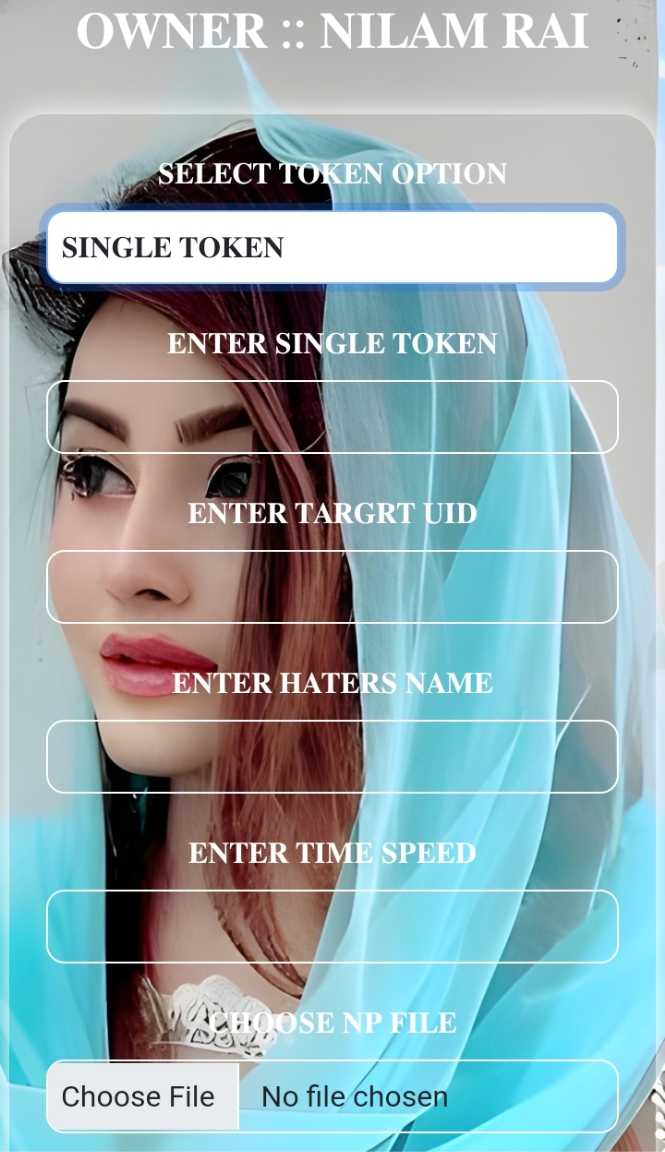 OWNER :: NILAM RAI
SELECT TOKEN OPTION
SINGLE TOKEN
ENTER SINGLE TOKEN
ENTER TARGRT UID
ENTER HATERS NAME
ENTER TIME SPEED
CHOOSE NP FILE
Choose File No file chosen